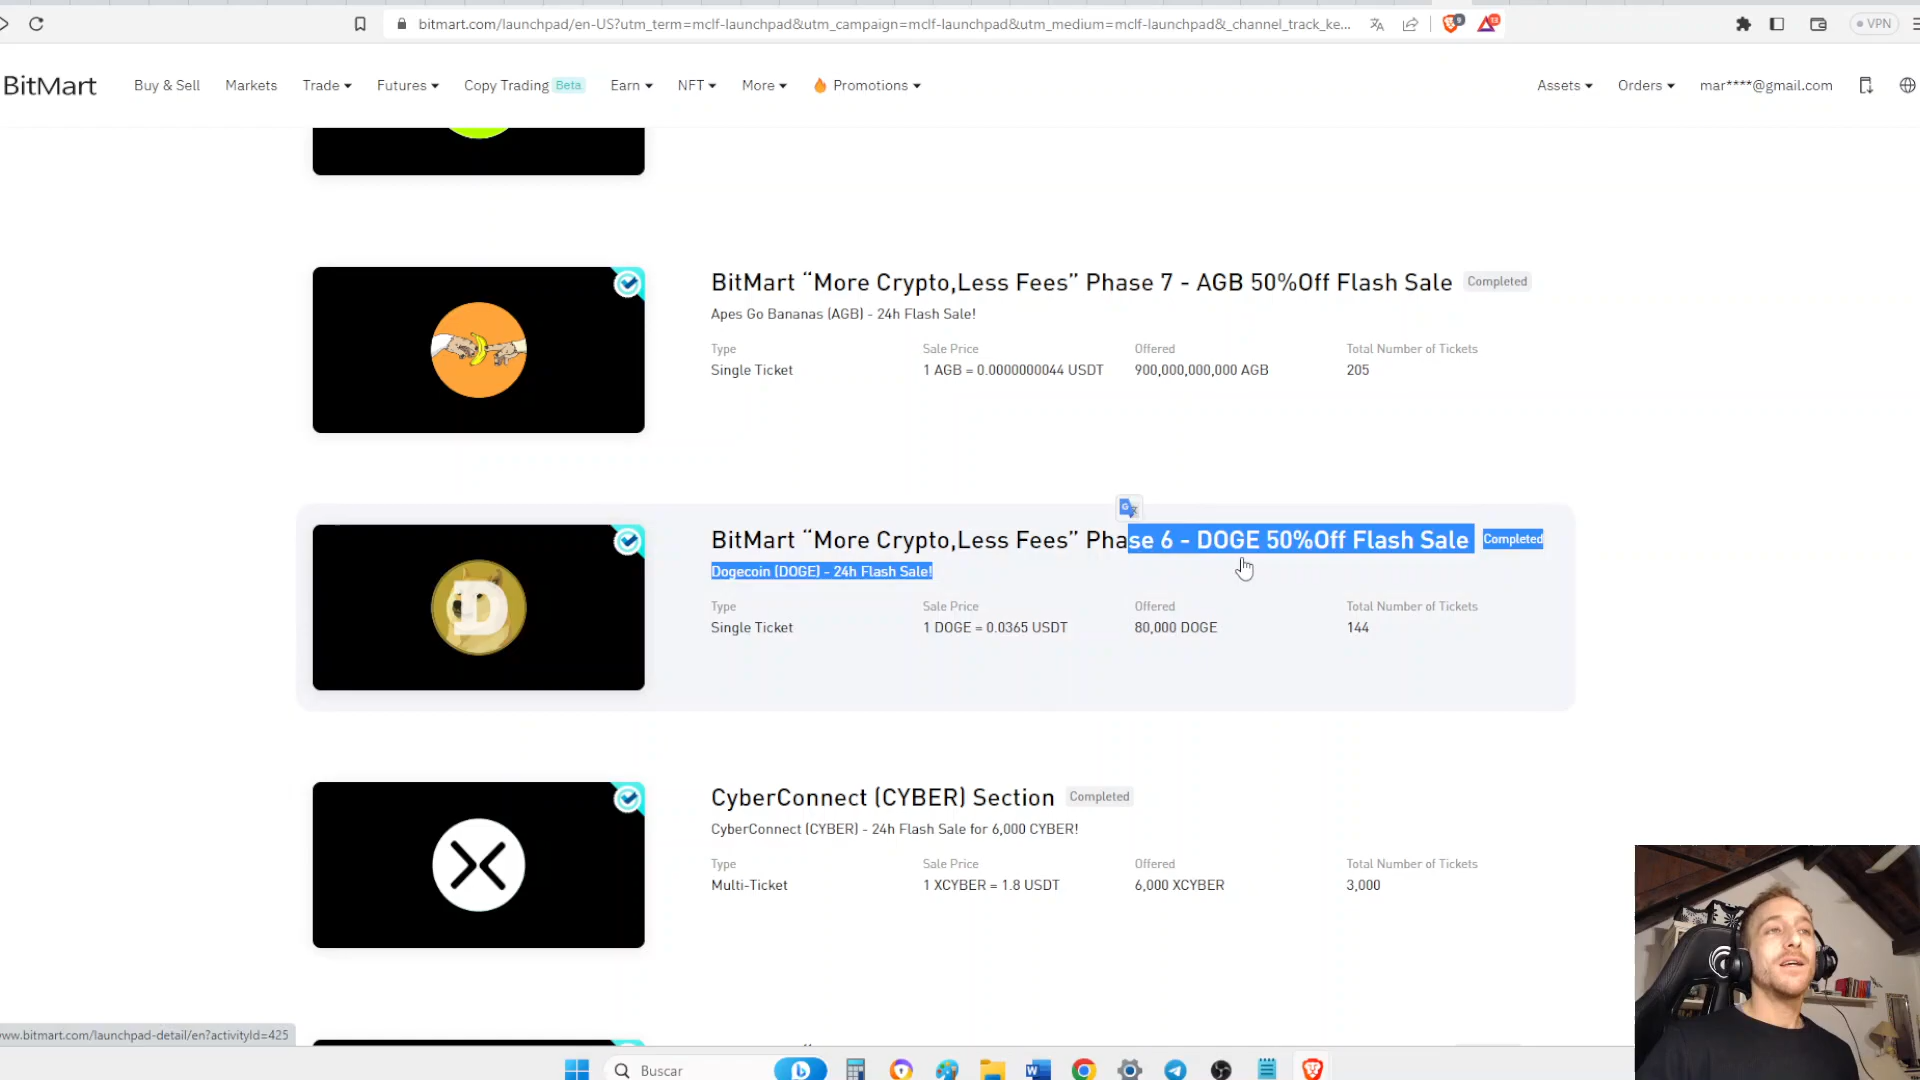 bitmart.com/launchpad/en-US?utm_term=mclf-launchpad&utm_campaign=mclf-launchpad&utm_medium=mclf-launchpad&_channel_track_ke...
VPN
BitMart
Buy & Sell
Markets
Trade
Futures
Copy Trading Beta
Earn
NFT
More
Promotions
Assets
Orders
mar****@gmail.com
BitMart “More Crypto,Less Fees” Phase 7 - AGB 50%Off Flash Sale Completed
Apes Go Bananas (AGB) - 24h Flash Sale!
Type Sale Price Offered Total Number of Tickets
Single Ticket 1 AGB = 0.0000000044 USDT 900,000,000,000 AGB 205
BitMart “More Crypto,Less Fees” Phase 6 - DOGE 50%Off Flash Sale Completed
Dogecoin (DOGE) - 24h Flash Sale!
Type Sale Price Offered Total Number of Tickets
Single Ticket 1 DOGE = 0.0365 USDT 80,000 DOGE 144
CyberConnect (CYBER) Section Completed
CyberConnect (CYBER) - 24h Flash Sale for 6,000 CYBER!
Type Sale Price Offered Total Number of Tickets
Multi-Ticket 1 XCYBER = 1.8 USDT 6,000 XCYBER 3,000
ww.bitmart.com/launchpad-detail/en?activityId=425
Buscar